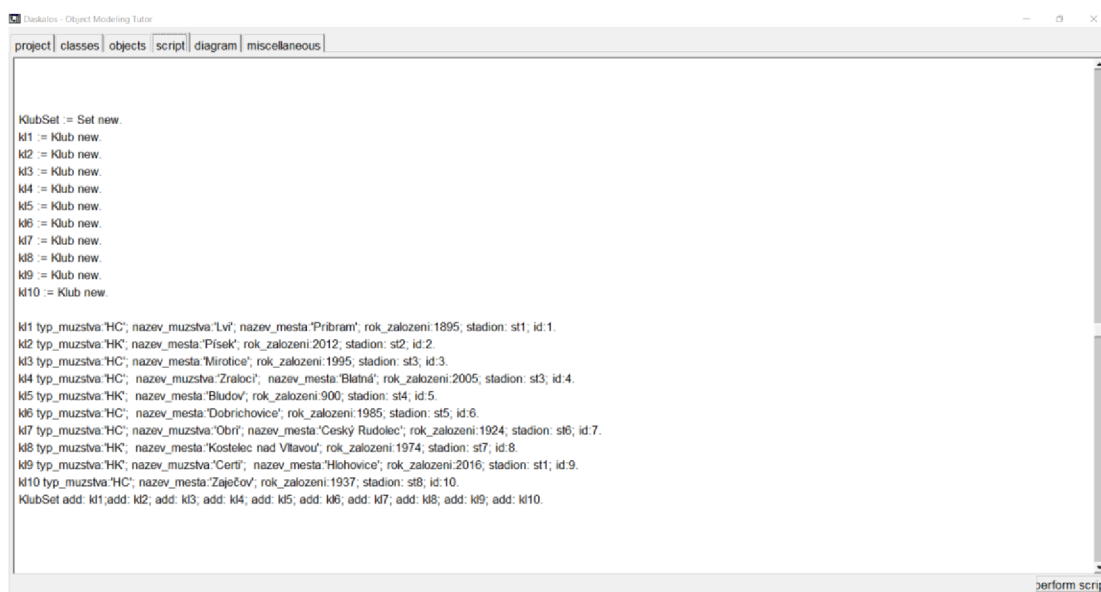 Daskalos - Object Modeling Tutor
project classes objects script diagram miscellaneous
KlubSet := Set new.
kl1 := Klub new.
kl2 := Klub new.
kl3 := Klub new.
kl4 := Klub new.
kl5 := Klub new.
kl6 := Klub new.
kl7 := Klub new.
kl8 := Klub new.
kl9 := Klub new.
kl10 := Klub new.
kl1 typ_muzstva:'HC'; nazev_muzstva:'Lvi'; nazev_mesta:'Pribram'; rok_zalozeni:1895; stadion: st1; id:1.
kl2 typ_muzstva:'HK'; nazev_mesta:'Písek'; rok_zalozeni:2012; stadion: st2; id:2.
kl3 typ_muzstva:'HC'; nazev_mesta:'Mirotice'; rok_zalozeni:1995; stadion: st3; id:3.
kl4 typ_muzstva:'HC'; nazev_muzstva:'Zraloci'; nazev_mesta:'Blatná'; rok_zalozeni:2005; stadion: st3; id:4.
kl5 typ_muzstva:'HK'; nazev_mesta:'Bludov'; rok_zalozeni:900; stadion: st4; id:5.
kl6 typ_muzstva:'HC'; nazev_mesta:'Dobrichovice'; rok_zalozeni:1985; stadion: st5; id:6.
kl7 typ_muzstva:'HC'; nazev_muzstva:'Obri'; nazev_mesta:'Ceský Rudolec'; rok_zalozeni:1924; stadion: st6; id:7.
kl8 typ_muzstva:'HK'; nazev_mesta:'Kostelec nad Vltavou'; rok_zalozeni:1974; stadion: st7; id:8.
kl9 typ_muzstva:'HK'; nazev_muzstva:'Certi'; nazev_mesta:'Hlohovice'; rok_zalozeni:2016; stadion: st1; id:9.
kl10 typ_muzstva:'HC'; nazev_mesta:'Zaječov'; rok_zalozeni:1937; stadion: st8; id:10.
KlubSet add: kl1;add: kl2; add: kl3; add: kl4; add: kl5; add: kl6; add: kl7; add: kl8; add: kl9; add: kl10.
perform scrip